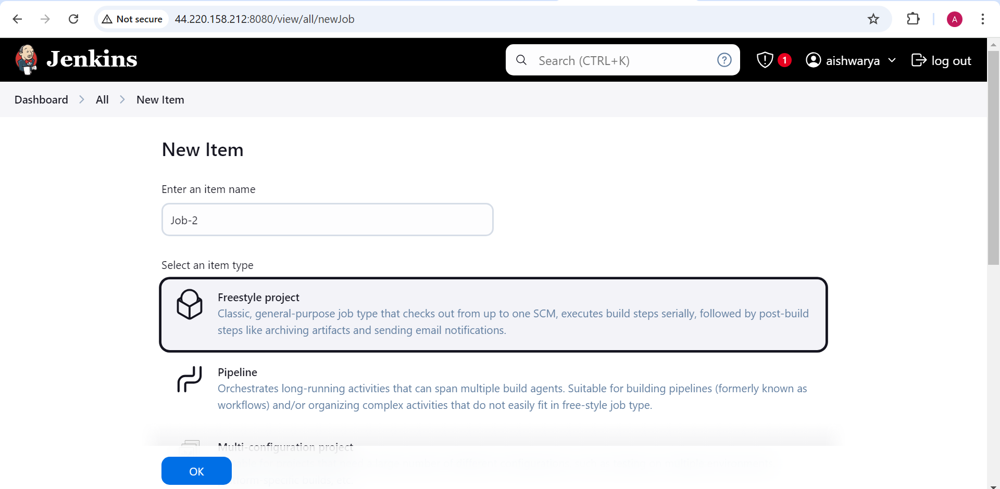 Not secure 44.220.158.212:8080/view/all/newJob A
Jenkins Search (CTRL+K) ? 1 aishwarya log out
Dashboard All New Item
New Item
Enter an item name
Job-2
Select an item type
Freestyle project
Classic, general-purpose job type that checks out from up to one SCM, executes build steps serially, followed by post-build
steps like archiving artifacts and sending email notifications.
Pipeline
Orchestrates long-running activities that can span multiple build agents. Suitable for building pipelines (formerly known as
workflows) and/or organizing complex activities that do not easily fit in free-style job type.
Multi-configuration project
OK